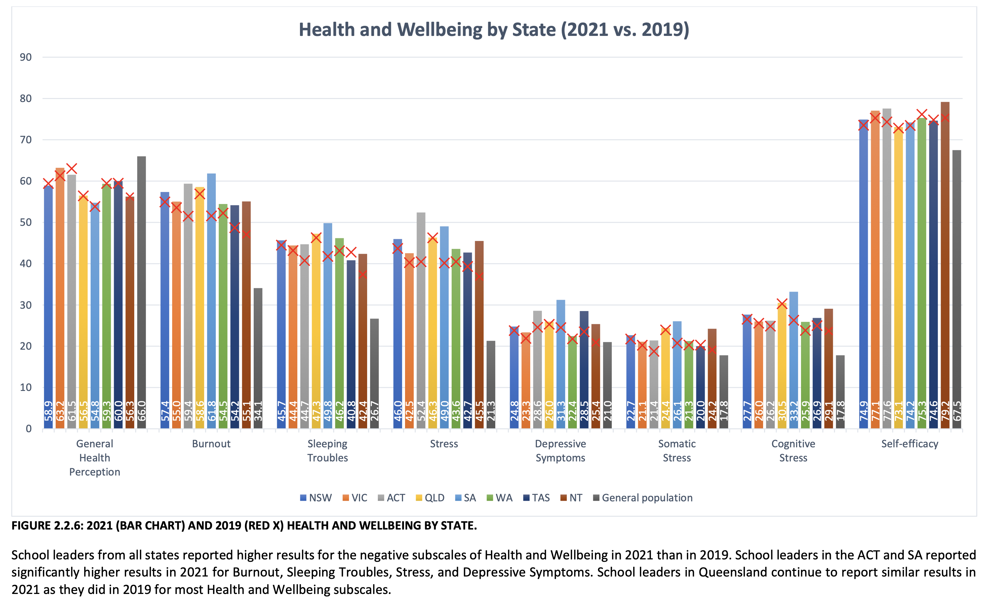 Health and Wellbeing by State (2021 vs. 2019)
90
80
70
60
50
40
30
20
10
0
58.9 63.2 61.5 56.5 54.8 59.3 60.0 56.3 66.0
57.4 55.0 59.4 58.6 61.8 54.5 54.2 55.1 34.1
45.7 44.4 44.7 47.3 49.8 46.2 40.8 42.4 26.7
46.0 42.5 52.4 46.3 49.0 43.6 42.7 45.5 21.3
24.8 23.3 28.6 26.0 31.3 22.4 28.5 25.4 21.0
22.7 21.1 21.4 24.4 26.1 21.3 20.0 24.2 17.8
27.7 26.0 26.2 30.5 33.2 25.9 26.9 29.1 17.8
74.9 77.1 77.6 73.1 74.2 75.3 74.6 79.2 67.5
General
Health
Perception
Burnout
Sleeping
Troubles
Stress
Depressive
Symptoms
Somatic
Stress
Cognitive
Stress
Self-efficacy
NSW VIC ACT QLD SA WA TAS NT General population
FIGURE 2.2.6: 2021 (BAR CHART) AND 2019 (RED X) HEALTH AND WELLBEING BY STATE.
School leaders from all states reported higher results for the negative subscales of Health and Wellbeing in 2021 than in 2019. School leaders in the ACT and SA reported
significantly higher results in 2021 for Burnout, Sleeping Troubles, Stress, and Depressive Symptoms. School leaders in Queensland continue to report similar results in
2021 as they did in 2019 for most Health and Wellbeing subscales.